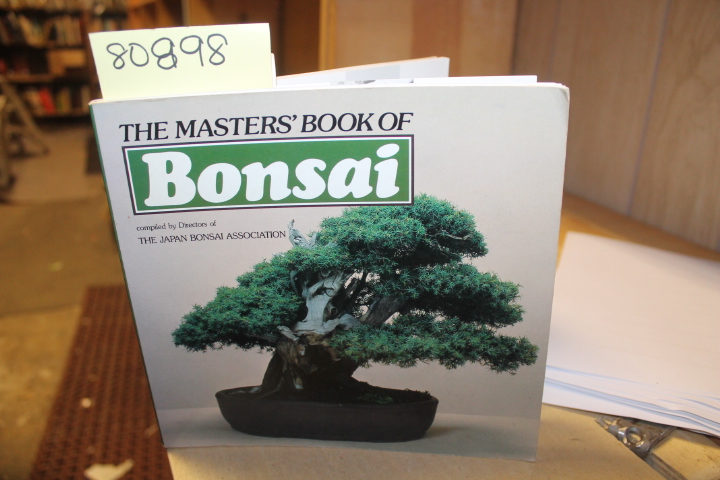 80898
THE MASTERS' BOOK OF
Bonsai
compiled by Directors of
THE JAPAN BONSAI ASSOCIATION